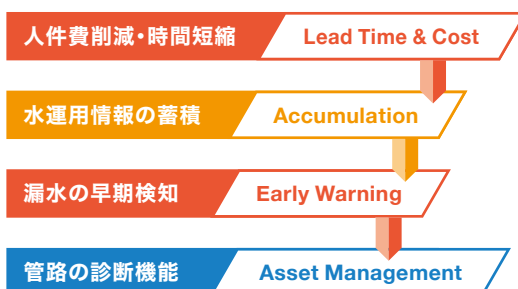 人件費削減・時間短縮 Lead Time & Cost
水運用情報の蓄積 Accumulation
漏水の早期検知 Early Warning
管路の診断機能 Asset Management